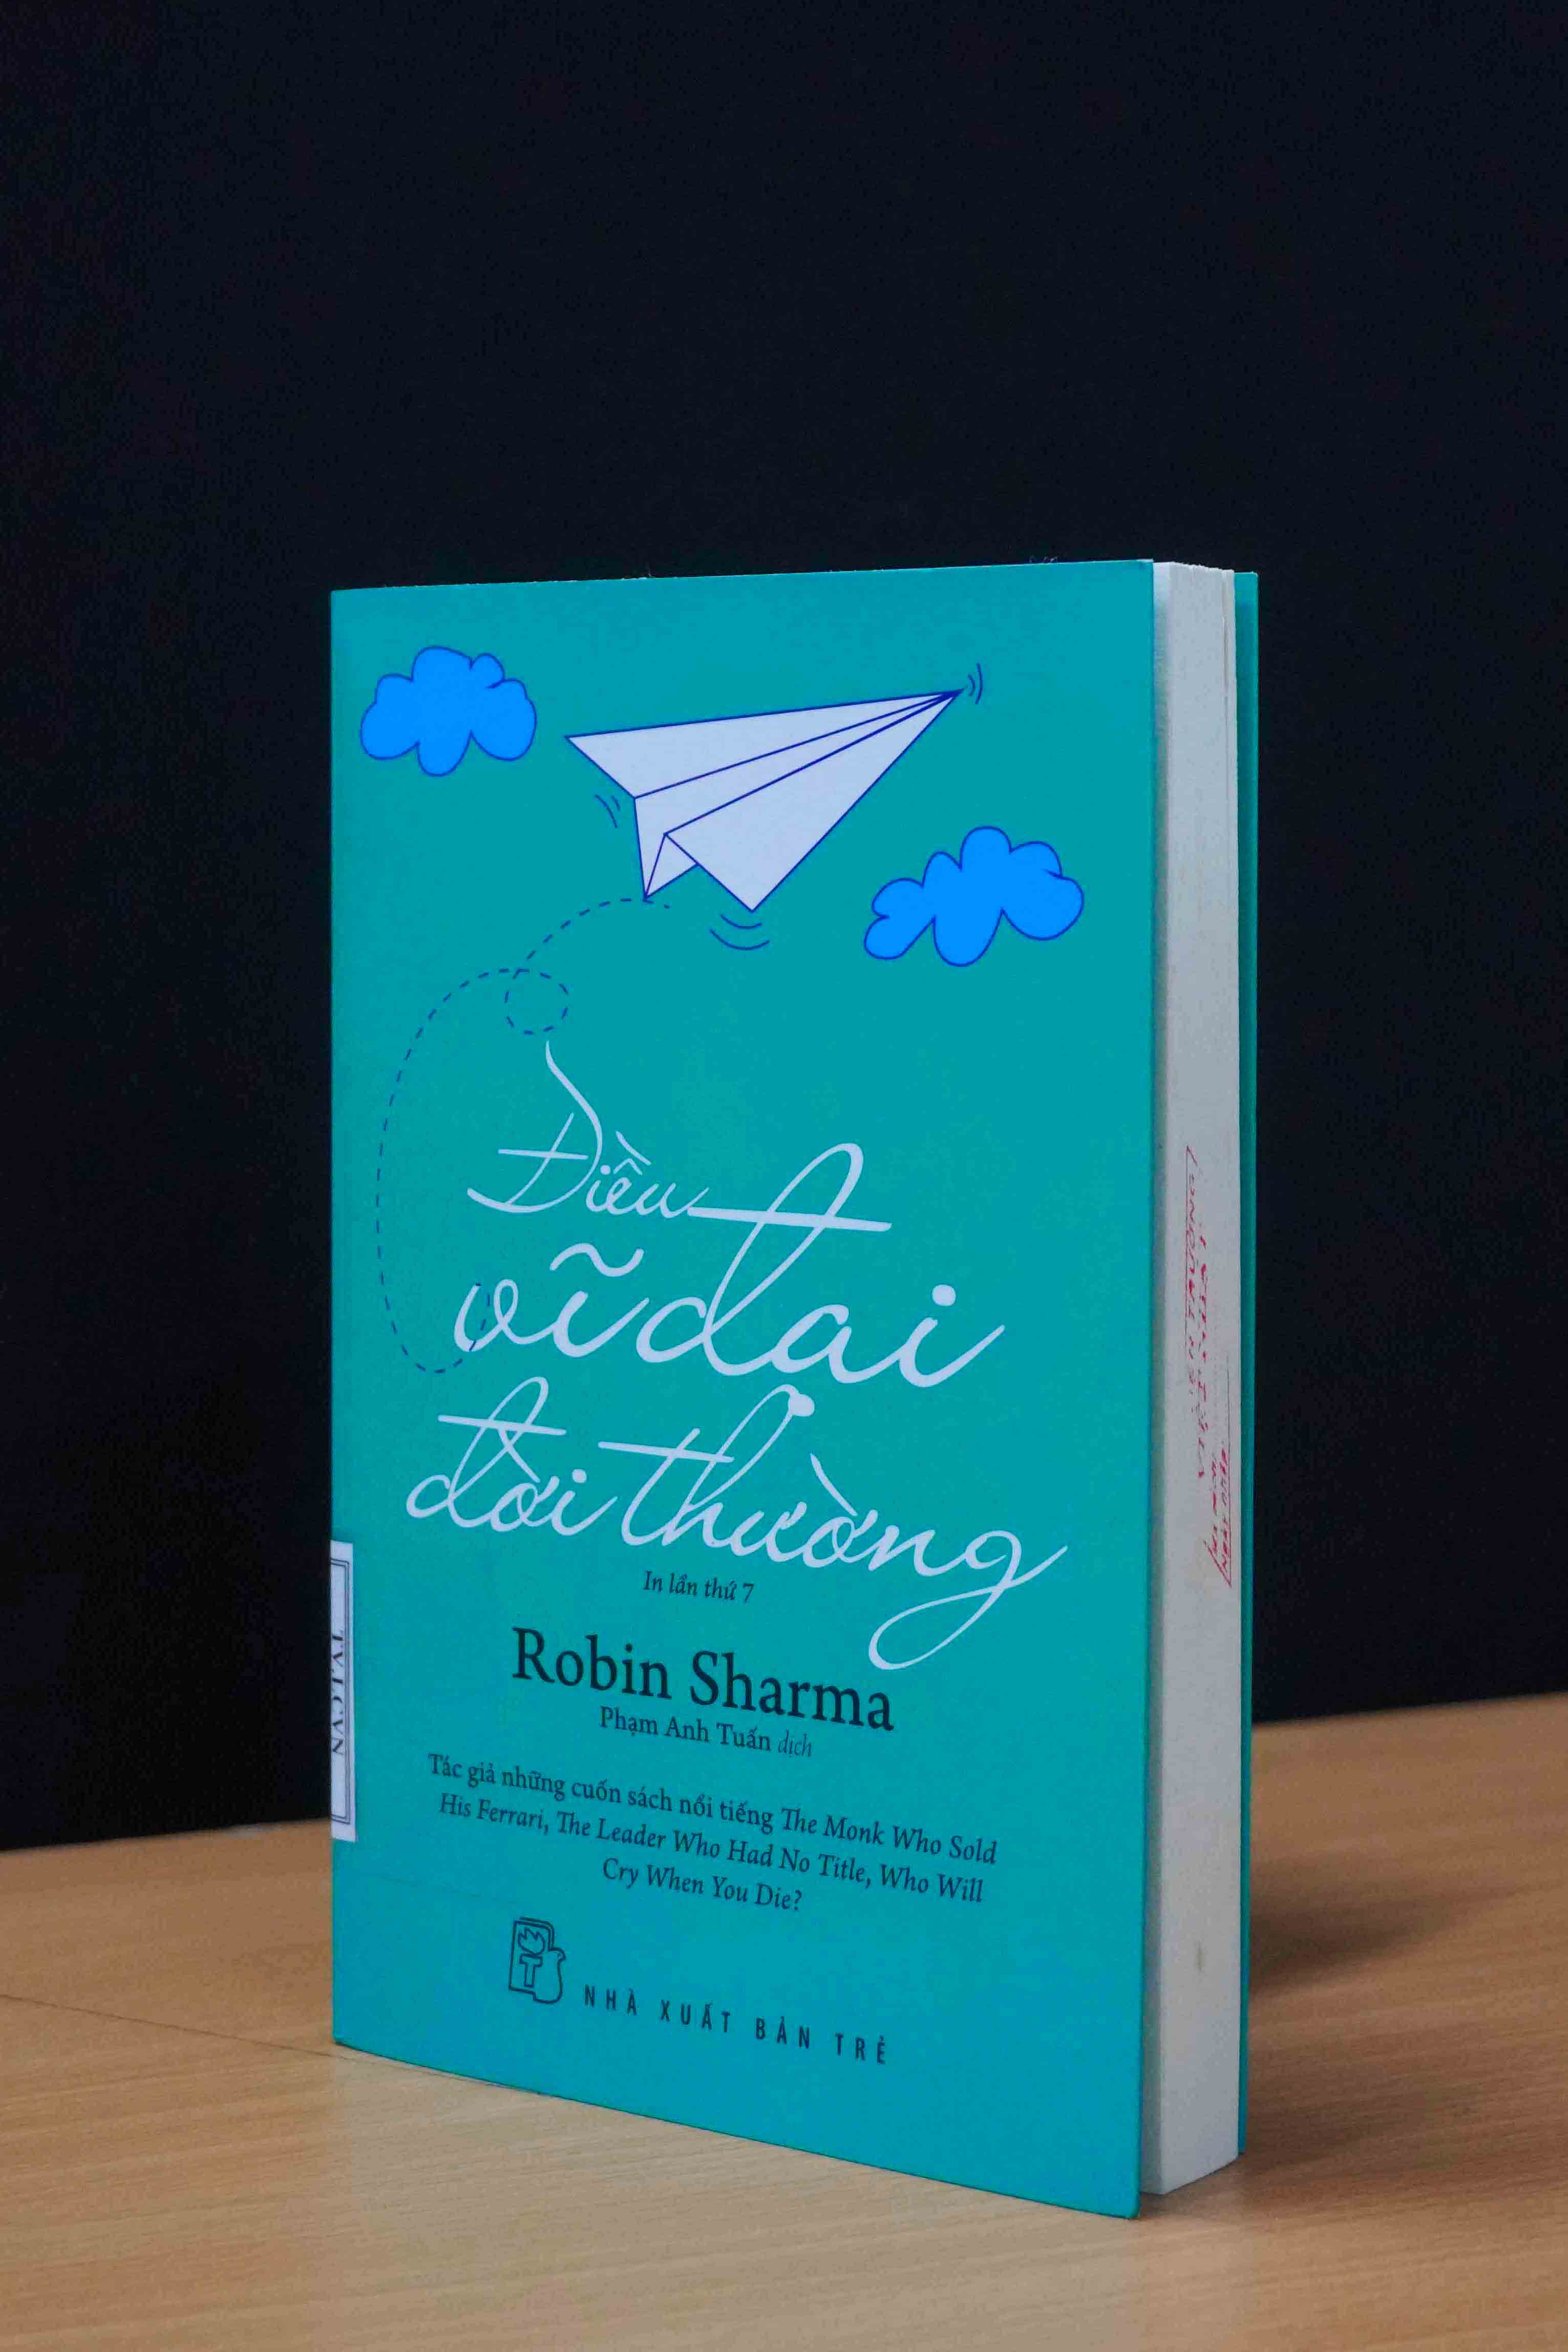 Điều
vĩ đại
đời thường
In lần thứ 7
Robin Sharma
Phạm Anh Tuấn dịch
Tác giả những cuốn sách nổi tiếng The Monk Who Sold
His Ferrari, The Leader Who Had No Title, Who Will
Cry When You Die?
T
NHÀ XUẤT BẢN TRẺ
TV.LCVN